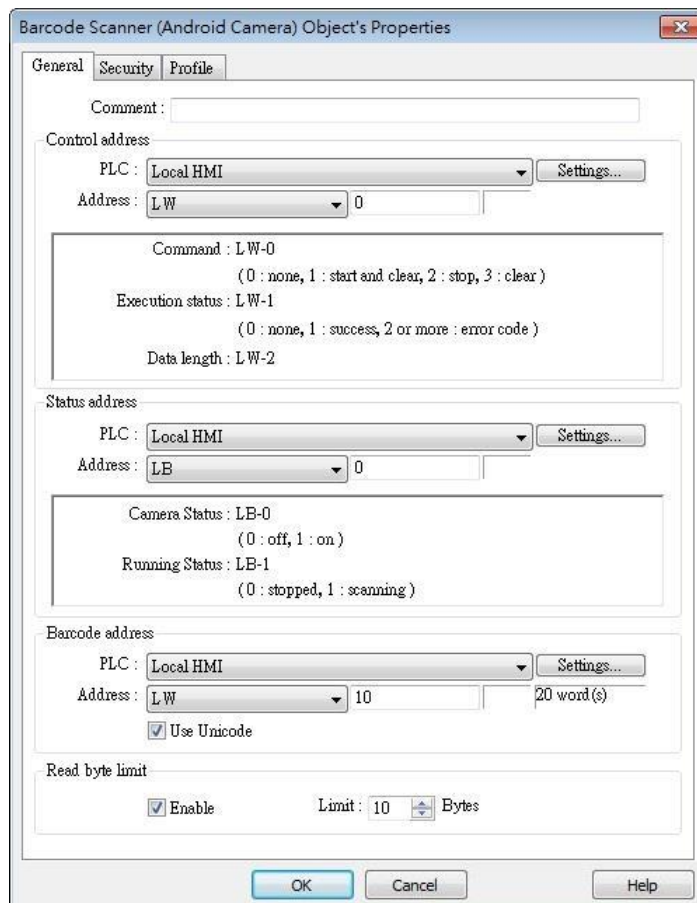 Barcode Scanner (Android Camera) Object's Properties
General Security Profile
Comment :
Control address
PLC : Local HMI Settings...
Address : LW 0
Command : LW-0
( 0 : none, 1 : start and clear, 2 : stop, 3 : clear )
Execution status : LW-1
( 0 : none, 1 : success, 2 or more : error code )
Data length : LW-2
Status address
PLC : Local HMI Settings...
Address : LB 0
Camera Status : LB-0
( 0 : off, 1 : on )
Running Status : LB-1
( 0 : stopped, 1 : scanning )
Barcode address
PLC : Local HMI Settings...
Address : LW 10 20 word(s)
Use Unicode
Read byte limit
Enable Limit : 10 Bytes
OK Cancel Help